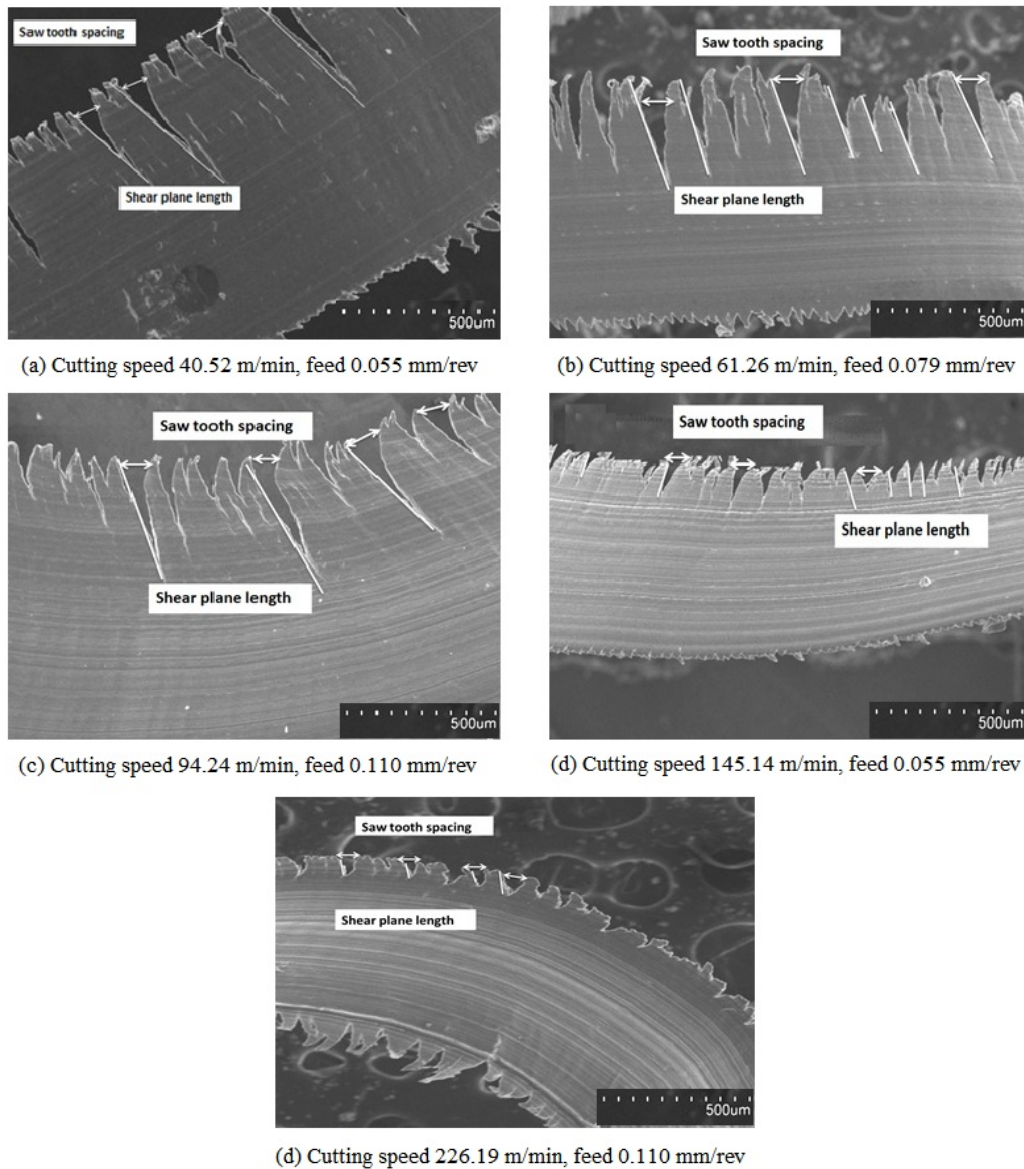 Saw tooth spacing
Shear plane length
500um
(a) Cutting speed 40.52 m/min, feed 0.055 mm/rev
Saw tooth spacing
Shear plane length
500um
(b) Cutting speed 61.26 m/min, feed 0.079 mm/rev
Saw tooth spacing
Shear plane length
500um
(c) Cutting speed 94.24 m/min, feed 0.110 mm/rev
Saw tooth spacing
Shear plane length
500um
(d) Cutting speed 145.14 m/min, feed 0.055 mm/rev
Saw tooth spacing
Shear plane length
500um
(d) Cutting speed 226.19 m/min, feed 0.110 mm/rev